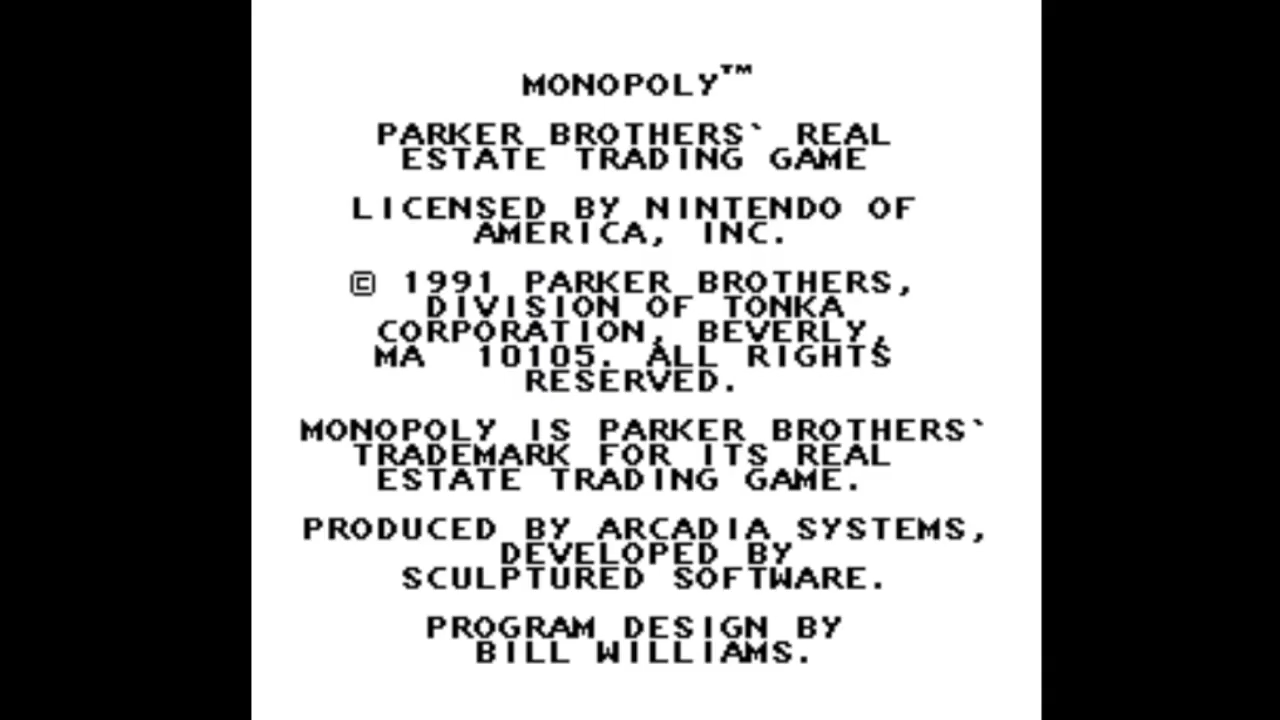 MONOPOLY™
PARKER BROTHERS` REAL
ESTATE TRADING GAME
LICENSED BY NINTENDO OF
AMERICA, INC.
© 1991 PARKER BROTHERS,
DIVISION OF TONKA
CORPORATION, BEVERLY,
MA  10105. ALL RIGHTS
RESERVED.
MONOPOLY IS PARKER BROTHERS`
TRADEMARK FOR ITS REAL
ESTATE TRADING GAME.
PRODUCED BY ARCADIA SYSTEMS,
DEVELOPED BY
SCULPTURED SOFTWARE.
PROGRAM DESIGN BY
BILL WILLIAMS.